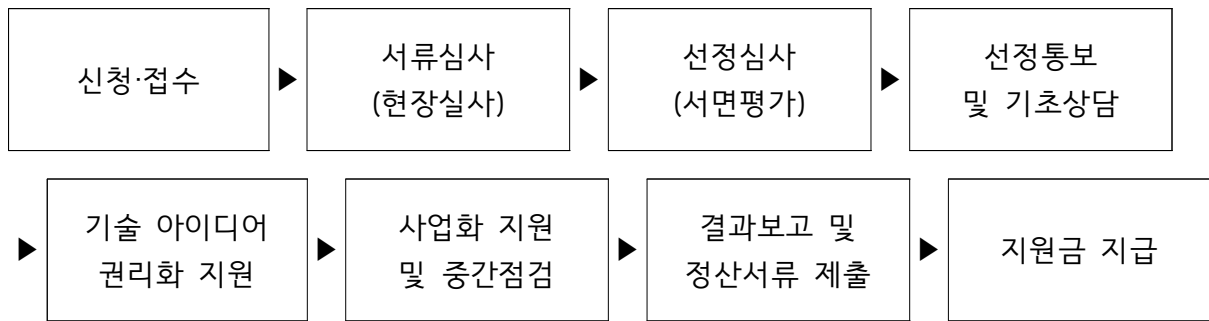 신청·접수
▶
서류심사
(현장실사)
▶
선정심사
(서면평가)
▶
선정통보
및 기초상담
▶
기술 아이디어
권리화 지원
▶
사업화 지원
및 중간점검
▶
결과보고 및
정산서류 제출
▶
지원금 지급